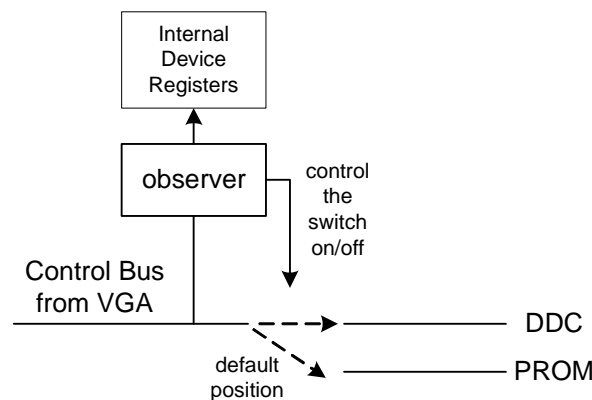 Internal
Device
Registers
observer
control
the
switch
on/off
Control Bus
from VGA
DDC
default
position
PROM